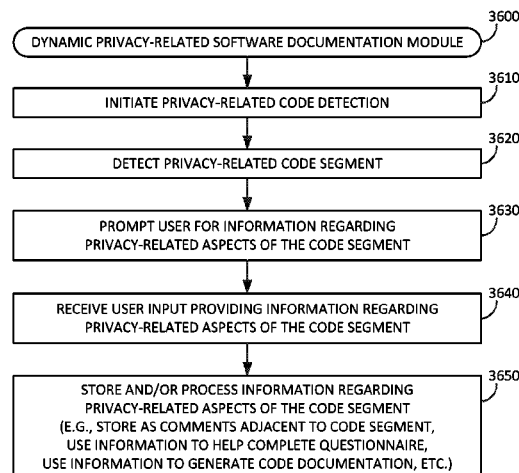 3600
DYNAMIC PRIVACY-RELATED SOFTWARE DOCUMENTATION MODULE
3610
INITIATE PRIVACY-RELATED CODE DETECTION
3620
DETECT PRIVACY-RELATED CODE SEGMENT
3630
PROMPT USER FOR INFORMATION REGARDING
PRIVACY-RELATED ASPECTS OF THE CODE SEGMENT
3640
RECEIVE USER INPUT PROVIDING INFORMATION REGARDING
PRIVACY-RELATED ASPECTS OF THE CODE SEGMENT
3650
STORE AND/OR PROCESS INFORMATION REGARDING
PRIVACY-RELATED ASPECTS OF THE CODE SEGMENT
(E.G., STORE AS COMMENTS ADJACENT TO CODE SEGMENT,
USE INFORMATION TO HELP COMPLETE QUESTIONNAIRE,
USE INFORMATION TO GENERATE CODE DOCUMENTATION, ETC.)